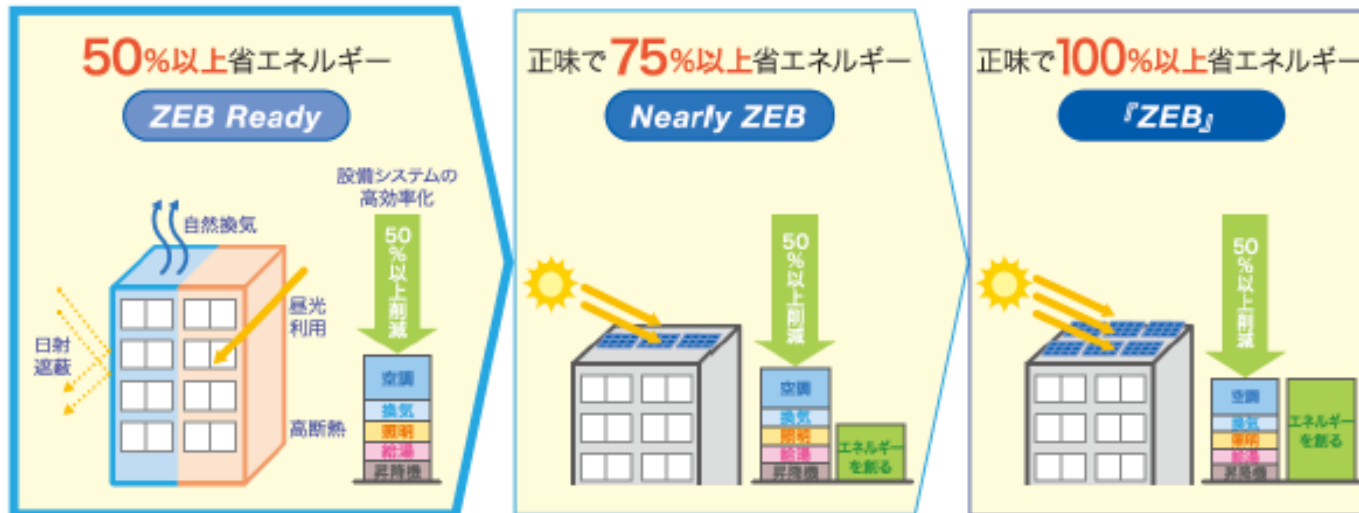 50%以上省エネルギー
ZEB Ready
設備システムの
高効率化
自然換気
50%以上削減
昼光
利用
日射
遮蔽
高断熱
空調
換気
照明
給湯
昇降機
正味で75%以上省エネルギー
Nearly ZEB
50%以上削減
空調
換気
照明
給湯
昇降機
エネルギー
を創る
正味で100%以上省エネルギー
『ZEB』
50%以上削減
空調
換気
照明
給湯
昇降機
エネルギー
を創る